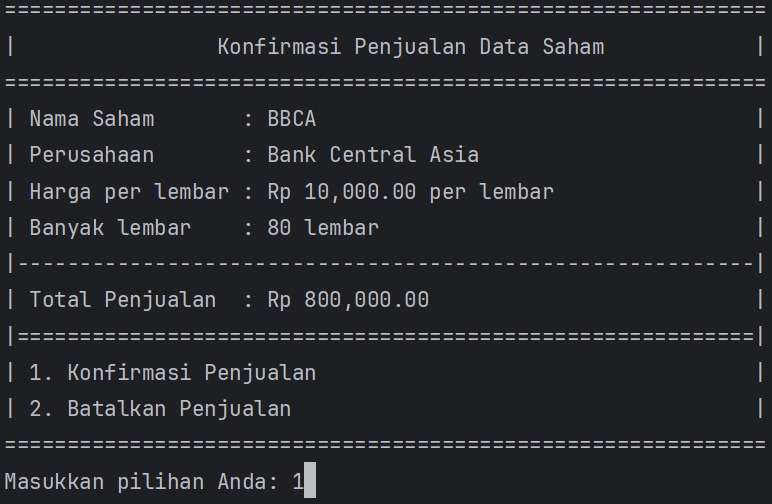 =============================================================
|                Konfirmasi Penjualan Data Saham            |
=============================================================
| Nama Saham       : BBCA                                   |
| Perusahaan       : Bank Central Asia                      |
| Harga per lembar : Rp 10,000.00 per lembar                |
| Banyak lembar    : 80 lembar                              |
|-----------------------------------------------------------|
| Total Penjualan  : Rp 800,000.00                          |
|===========================================================|
| 1. Konfirmasi Penjualan                                   |
| 2. Batalkan Penjualan                                     |
=============================================================
Masukkan pilihan Anda: 1